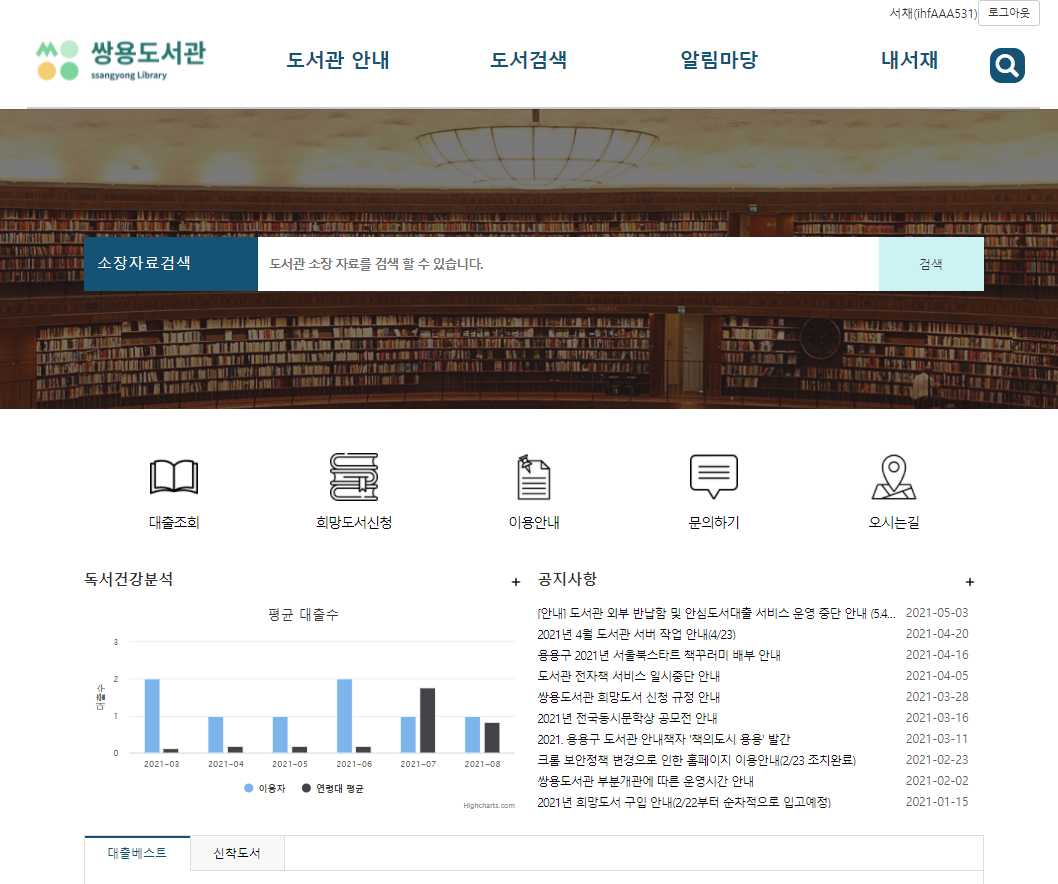 서재(ihfAAA531) 로그아웃
쌍용도서관
ssangyong Library
도서관 안내 도서검색 알림마당 내서재
소장자료검색 도서관 소장 자료를 검색 할 수 있습니다. 검색
대출조회 희망도서신청 이용안내 문의하기 오시는길
독서건강분석 +
평균 대출수
대출수
3
2
1
0
2021-03 2021-04 2021-05 2021-06 2021-07 2021-08
이용자 연령대 평균
Highcharts.com
공지사항 +
[안내] 도서관 외부 반납함 및 안심도서대출 서비스 운영 중단 안내 (5.4... 2021-05-03
2021년 4월 도서관 서버 작업 안내(4/23) 2021-04-20
용용구 2021년 서울북스타트 책꾸러미 배부 안내 2021-04-16
도서관 전자책 서비스 일시중단 안내 2021-04-05
쌍용도서관 희망도서 신청 규정 안내 2021-03-28
2021년 전국동시문학상 공모전 안내 2021-03-16
2021. 용용구 도서관 안내책자 '책의도시 용용' 발간 2021-03-11
크롬 보안정책 변경으로 인한 홈페이지 이용안내(2/23 조치완료) 2021-02-23
쌍용도서관 부분개관에 따른 운영시간 안내 2021-02-02
2021년 희망도서 구입 안내(2/22부터 순차적으로 입고예정) 2021-01-15
대출베스트 신착도서